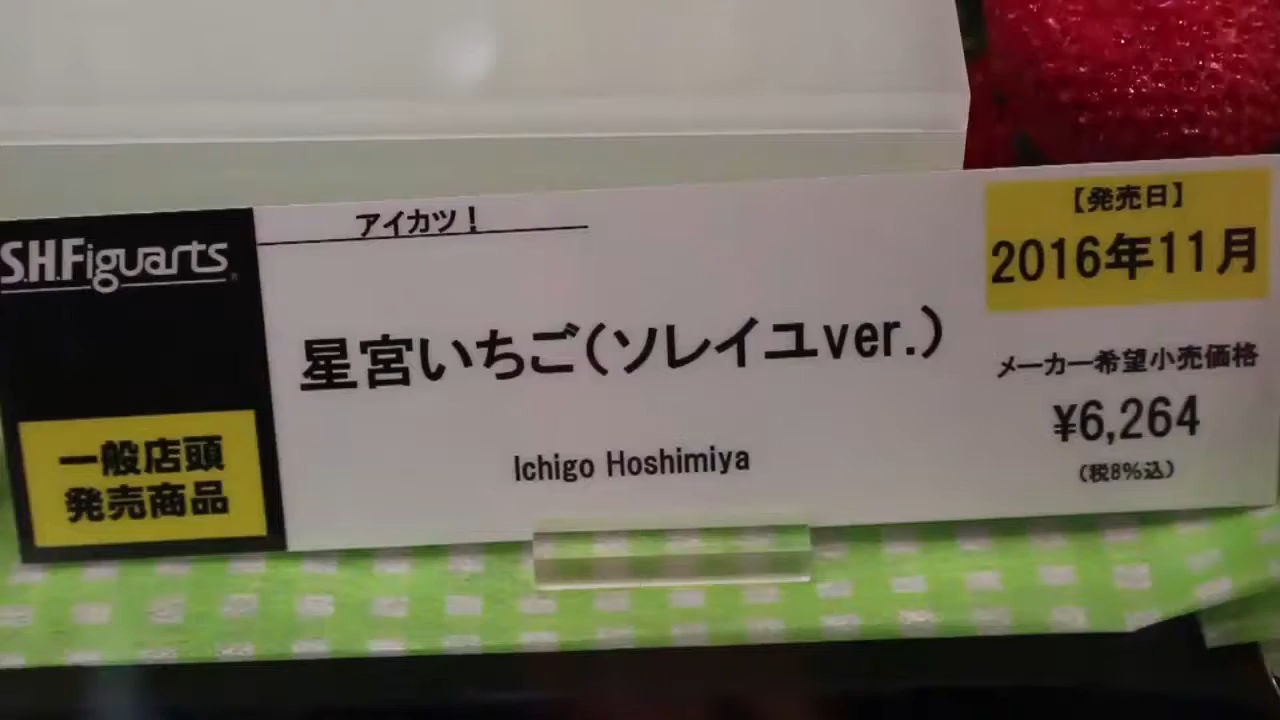 S.H.Figuarts
一般店頭
発売商品
アイカツ！
星宮いちご（ソレイユver.）
Ichigo Hoshimiya
【発売日】
2016年11月
メーカー希望小売価格
¥6,264
（税8%込）